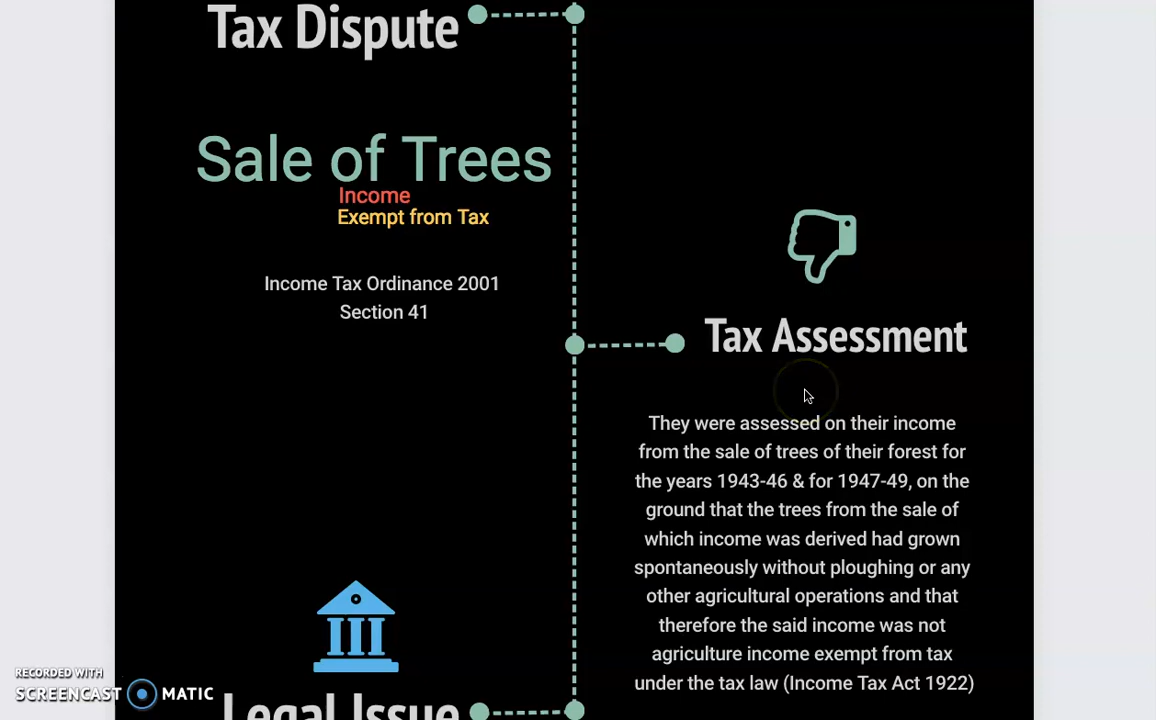 Tax Dispute
Sale of Trees
Income
Exempt from Tax
Income Tax Ordinance 2001
Section 41
Tax Assessment
They were assessed on their income
from the sale of trees of their forest for
the years 1943-46 & for 1947-49, on the
ground that the trees from the sale of
which income was derived had grown
spontaneously without ploughing or any
other agricultural operations and that
therefore the said income was not
agriculture income exempt from tax
under the tax law (Income Tax Act 1922)
Legal Issue
RECORDED WITH
SCREENCAST MATIC